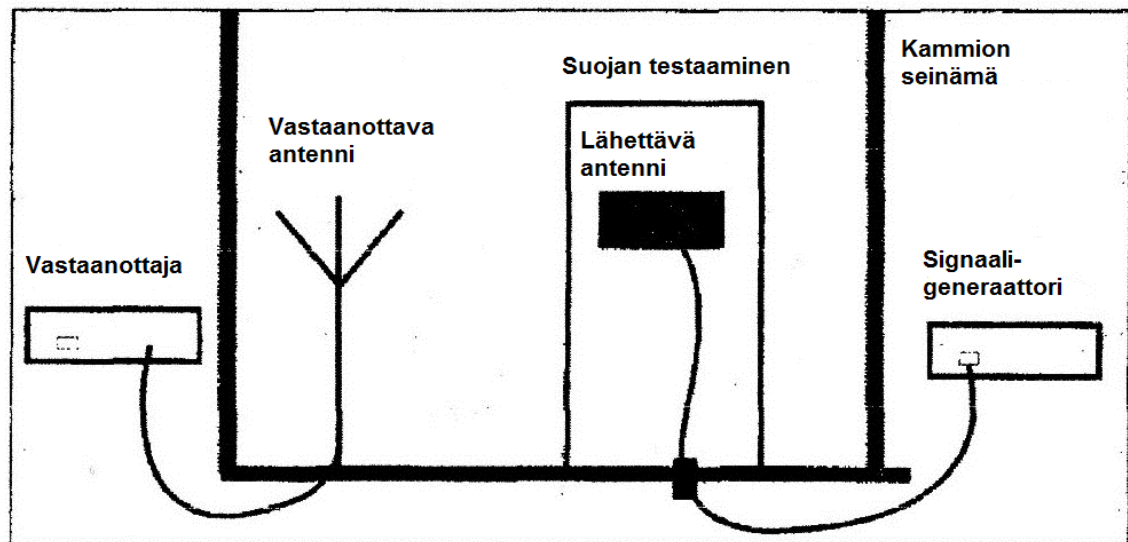 Kammion
seinämä
Suojan testaaminen
Vastaanottava
antenni
Lähettävä
antenni
Vastaanottaja
Signaali-
generaattori